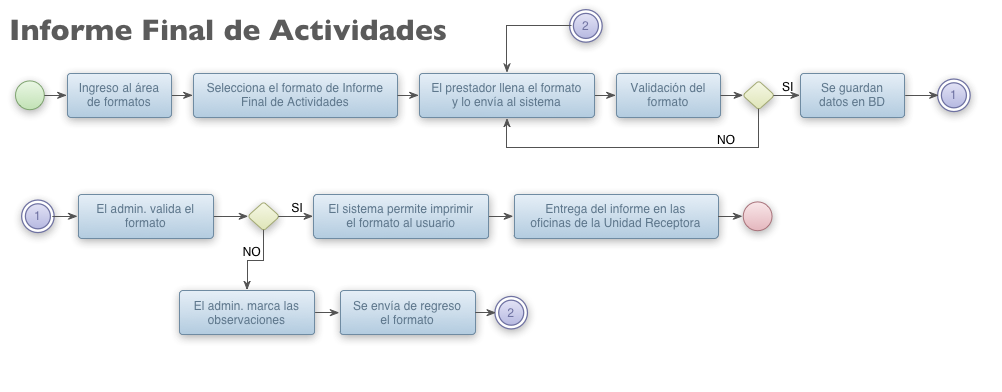 Informe Final de Actividades
2
Ingreso al área
de formatos
Selecciona el formato de Informe
Final de Actividades
El prestador llena el formato
y lo envía al sistema
Validación del
formato
SI
Se guardan
datos en BD
1
NO
1
El admin. valida el
formato
SI
El sistema permite imprimir
el formato al usuario
Entrega del informe en las
oficinas de la Unidad Receptora
NO
El admin. marca las
observaciones
Se envía de regreso
el formato
2